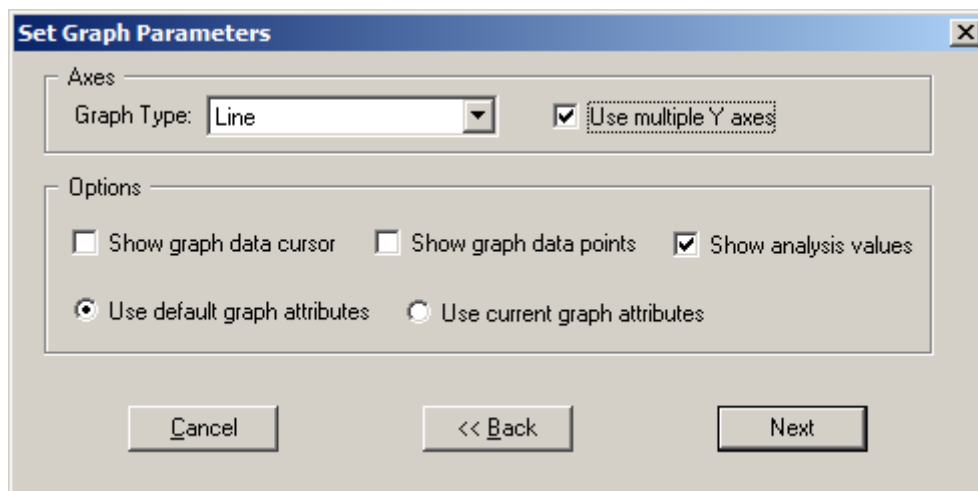 Set Graph Parameters
Axes
Graph Type: Line Use multiple Y axes
Options
Show graph data cursor Show graph data points Show analysis values
Use default graph attributes Use current graph attributes
Cancel << Back Next